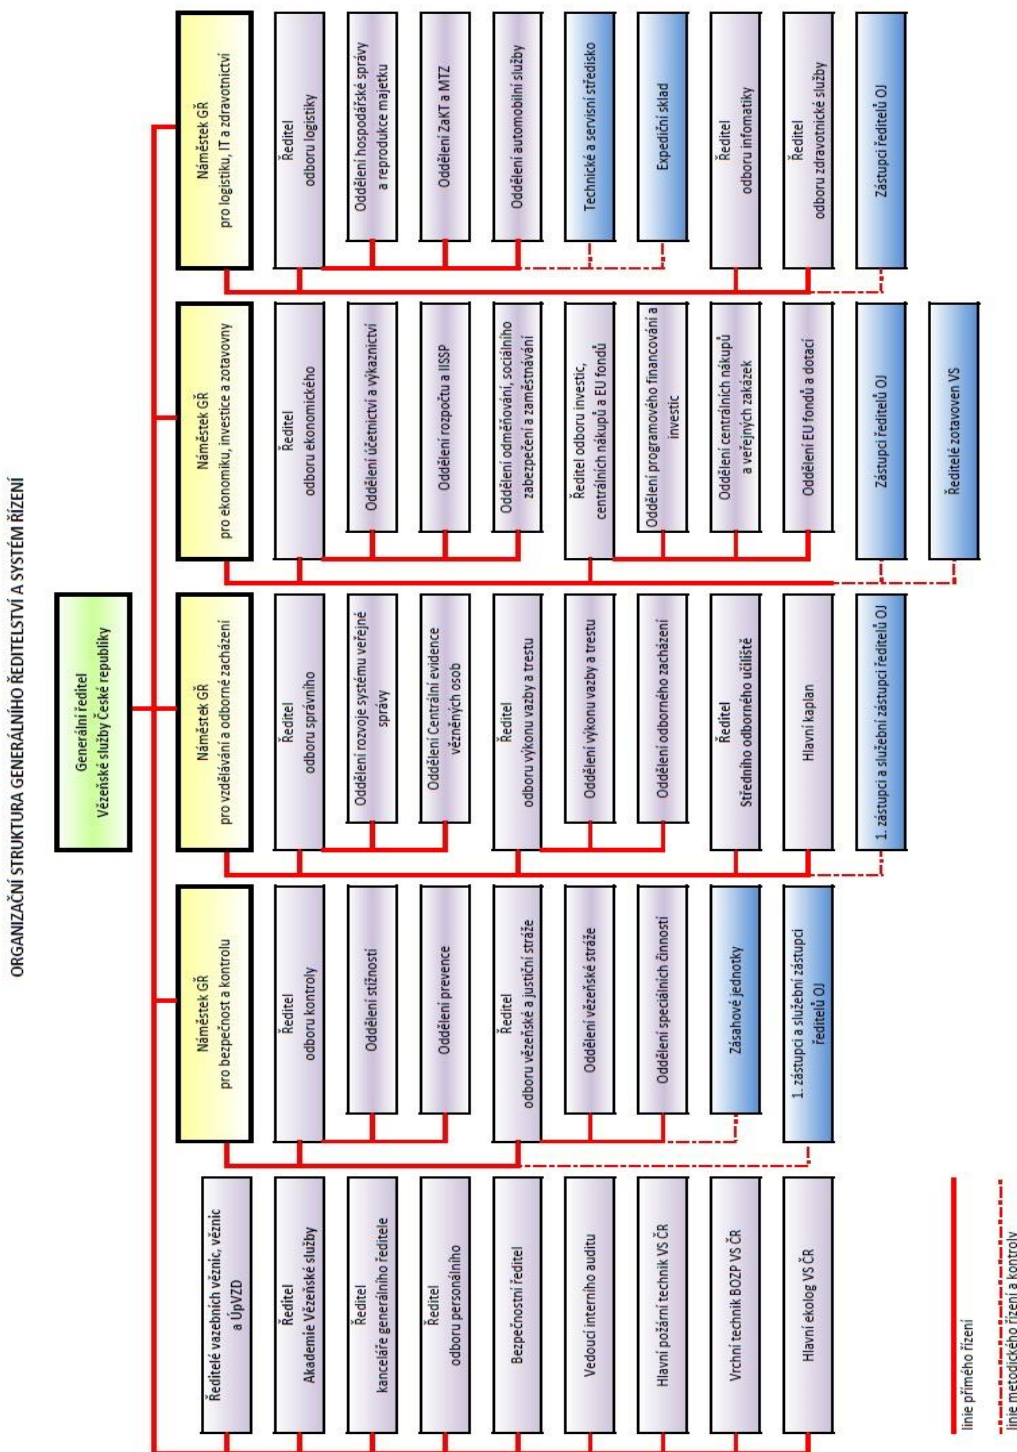 ORGANIZAČNÍ STRUKTURA GENERÁLNÍHO ŘEDITELSTVÍ A SYSTÉM ŘÍZENÍ
Generální ředitel
Vězeňské služby České republiky
Ředitelé vazebních věznic, věznic
a ÚpVZD
Ředitel
Akademie Vězeňské služby
Ředitel
kanceláře generálního ředitele
Ředitel
odboru personálního
Bezpečnostní ředitel
Vedoucí interního auditu
Hlavní požární technik VS ČR
Vrchní technik BOZP VS ČR
Hlavní ekolog VS ČR
Náměstek GŘ
pro bezpečnost a kontrolu
Ředitel
odboru kontroly
Oddělení stížností
Oddělení prevence
Ředitel
odboru vězeňské a justiční stráže
Oddělení vězeňské stráže
Oddělení speciálních činností
Zásahové jednotky
1. zástupci a služební zástupci
ředitelů OJ
Náměstek GŘ
pro vzdělávání a odborné zacházení
Ředitel
odboru správního
Oddělení rozvoje systému veřejné
správy
Oddělení Centrální evidence
vězněných osob
Ředitel
odboru výkonu vazby a trestu
Oddělení výkonu vazby a trestu
Oddělení odborného zacházení
Ředitel
Středního odborného učiliště
Hlavní kaplan
1. zástupci a služební zástupci ředitelů OJ
Náměstek GŘ
pro ekonomiku, investice a zotavovny
Ředitel
odboru ekonomického
Oddělení účetnictví a výkaznictví
Oddělení rozpočtu a IISSP
Oddělení odměňování, sociálního
zabezpečení a zaměstnávání
Ředitel odboru investic,
centrálních nákupů a EU fondů
Oddělení programového financování a
investic
Oddělení centrálních nákupů
a veřejných zakázek
Oddělení EU fondů a dotací
Zástupci ředitelů OJ
Ředitelé zotavoven VS
Náměstek GŘ
pro logistiku, IT a zdravotnictví
Ředitel
odboru logistiky
Oddělení hospodářské správy
a reprodukce majetku
Oddělení ZaKT a MTZ
Oddělení automobilní služby
Technické a servisní středisko
Expediční sklad
Ředitel
odboru infomatiky
Ředitel
odboru zdravotnické služby
Zástupci ředitelů OJ
linie přímého řízení
linie metodického řízení a kontroly